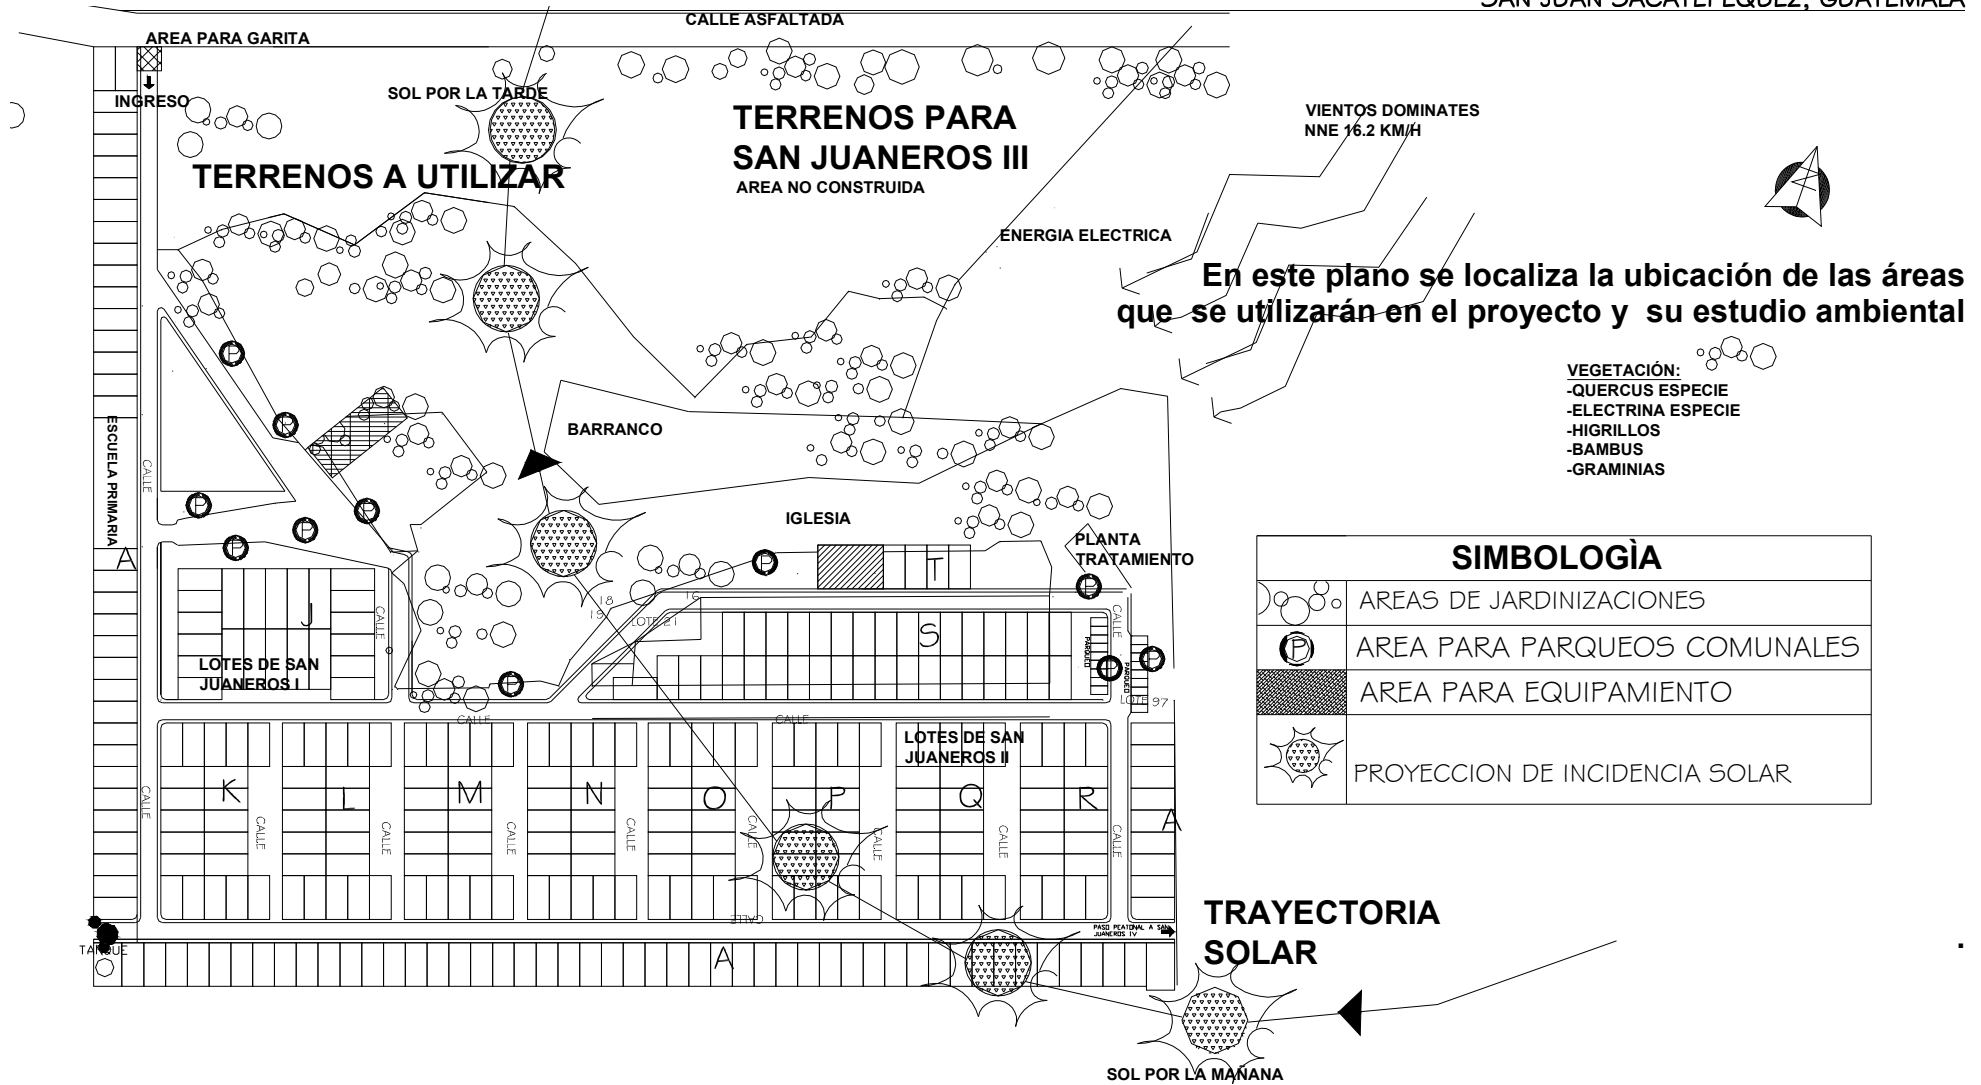 SAN JUAN SACATEPEQUEZ, GUATEMALA
CALLE ASFALTADA
AREA PARA GARITA
INGRESO
SOL POR LA TARDE
TERRENOS PARA
SAN JUANEROS III
AREA NO CONSTRUIDA
TERRENOS A UTILIZAR
VIENTOS DOMINATES
NNE 16.2 KM/H
ENERGIA ELECTRICA
En este plano se localiza la ubicación de las áreas
que se utilizarán en el proyecto y su estudio ambiental
VEGETACIÓN:
-QUERCUS ESPECIE
-ELECTRINA ESPECIE
-HIGRILLOS
-BAMBUS
-GRAMINIAS
P
P
BARRANCO
ESCUELA PRIMARIA
CALLE
P
P
P
P
IGLESIA
PLANTA
TRATAMIENTO
P
P
T
A
J
CALLE
LOTES DE SAN
JUANEROS I
18
19
16
LOTE 21
S
CALLE
PARQUEO
PARQUEO
P
P
P
LOTE 97
SIMBOLOGÌA
AREAS DE JARDINIZACIONES
P
AREA PARA PARQUEOS COMUNALES
AREA PARA EQUIPAMIENTO
PROYECCION DE INCIDENCIA SOLAR
CALLE
CALLE
LOTES DE SAN
JUANEROS II
K
L
M
N
O
P
Q
R
A
CALLE
CALLE
CALLE
CALLE
CALLE
CALLE
CALLE
CALLE
CALLE
CALLE
PASO PEATONAL A SAN
JUANEROS IV
TANQUE
A
TRAYECTORIA
SOLAR
.
SOL POR LA MAÑANA